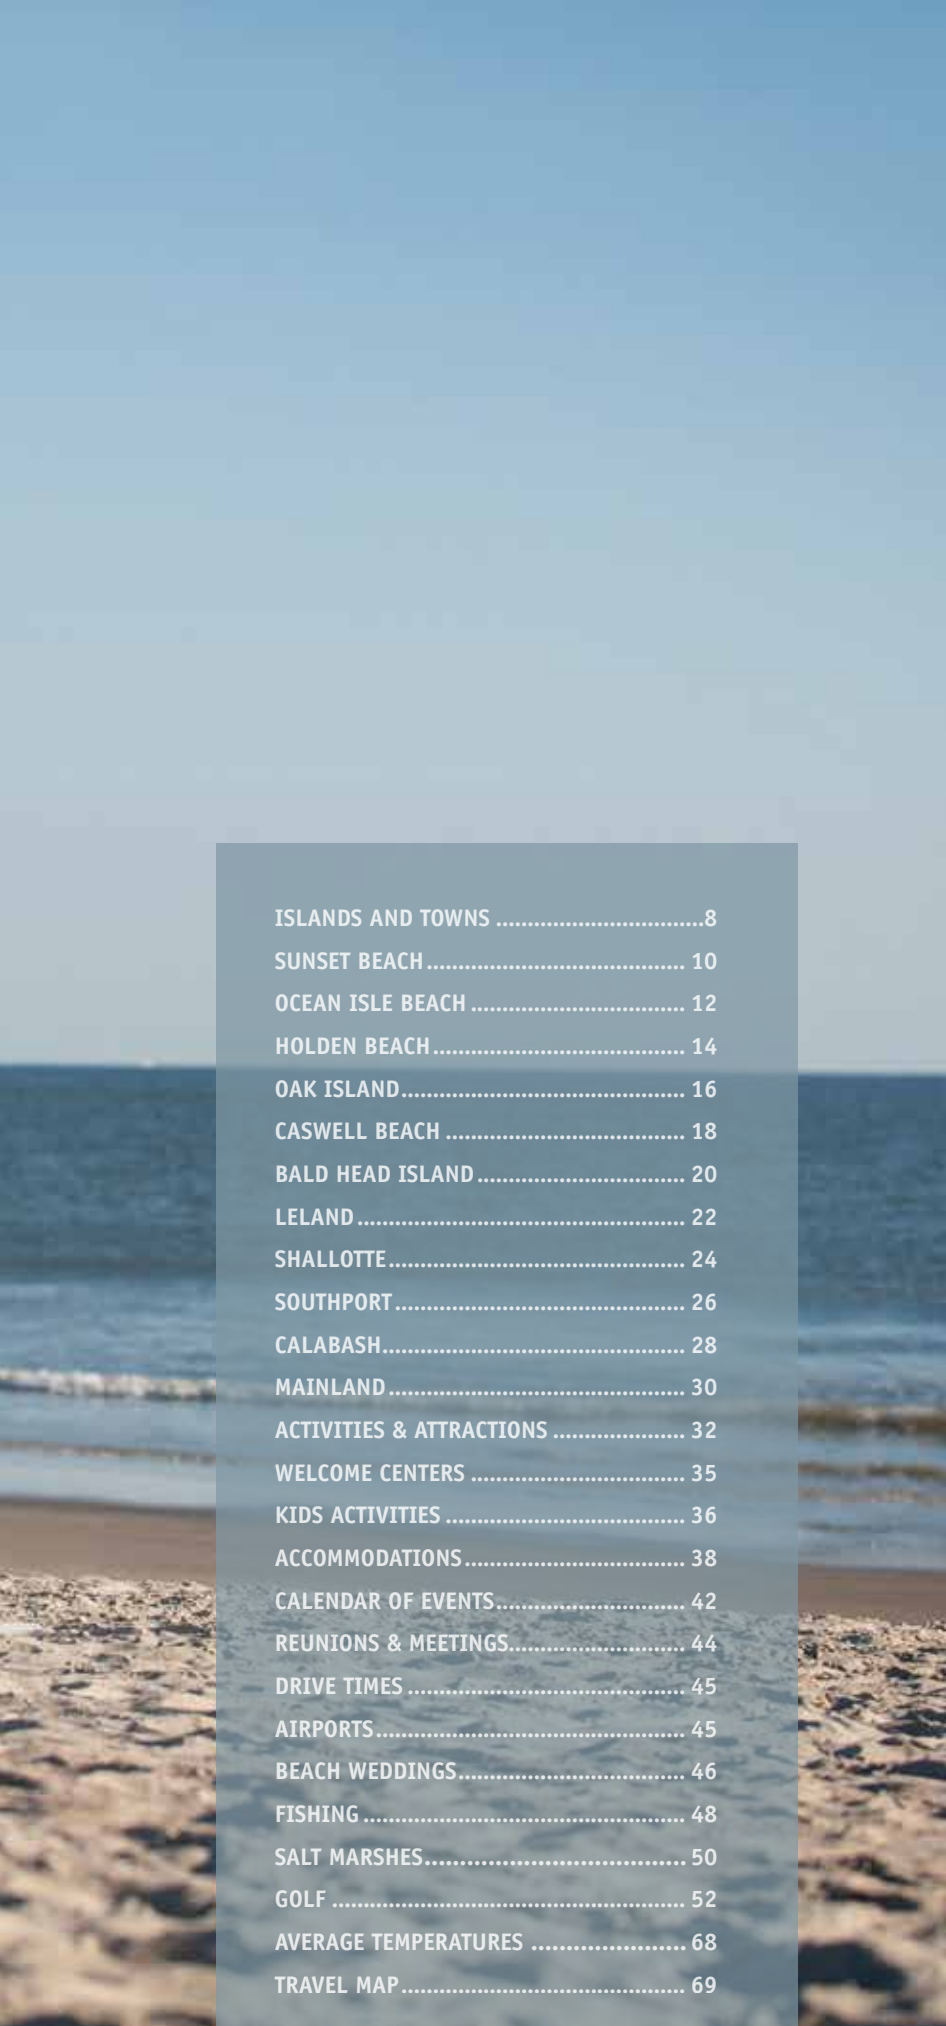 ISLANDS AND TOWNS .................................8
SUNSET BEACH ......................................... 10
OCEAN ISLE BEACH .................................. 12
HOLDEN BEACH ........................................ 14
OAK ISLAND ............................................. 16
CASWELL BEACH ...................................... 18
BALD HEAD ISLAND ................................. 20
LELAND .................................................... 22
SHALLOTTE ............................................... 24
SOUTHPORT .............................................. 26
CALABASH ................................................ 28
MAINLAND ............................................... 30
ACTIVITIES & ATTRACTIONS ..................... 32
WELCOME CENTERS .................................. 35
KIDS ACTIVITIES ...................................... 36
ACCOMMODATIONS ................................... 38
CALENDAR OF EVENTS .............................. 42
REUNIONS & MEETINGS ............................ 44
DRIVE TIMES ............................................ 45
AIRPORTS ................................................. 45
BEACH WEDDINGS .................................... 46
FISHING ................................................... 48
SALT MARSHES ..................................... 50
GOLF ........................................................ 52
AVERAGE TEMPERATURES ...................... 68
TRAVEL MAP ............................................. 69